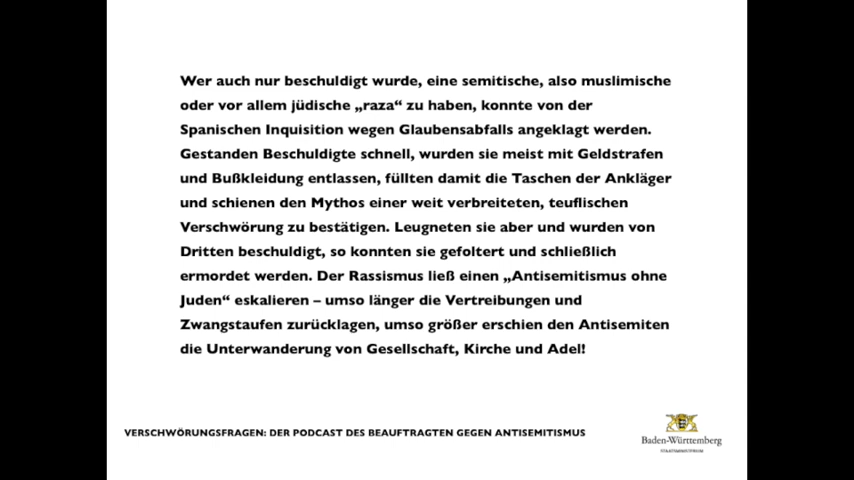 Wer auch nur beschuldigt wurde, eine semitische, also muslimische
oder vor allem jüdische „raza“ zu haben, konnte von der
Spanischen Inquisition wegen Glaubensabfalls angeklagt werden.
Gestanden Beschuldigte schnell, wurden sie meist mit Geldstrafen
und Bußkleidung entlassen, füllten damit die Taschen der Ankläger
und schienen den Mythos einer weit verbreiteten, teuflischen
Verschwörung zu bestätigen. Leugneten sie aber und wurden von
Dritten beschuldigt, so konnten sie gefoltert und schließlich
ermordet werden. Der Rassismus ließ einen „Antisemitismus ohne
Juden“ eskalieren – umso länger die Vertreibungen und
Zwangstaufen zurücklagen, umso größer erschien den Antisemiten
die Unterwanderung von Gesellschaft, Kirche und Adel!
VERSCHWÖRUNGSFRAGEN: DER PODCAST DES BEAUFTRAGTEN GEGEN ANTISEMITISMUS
Baden-Württemberg
STAATSMINISTERIUM